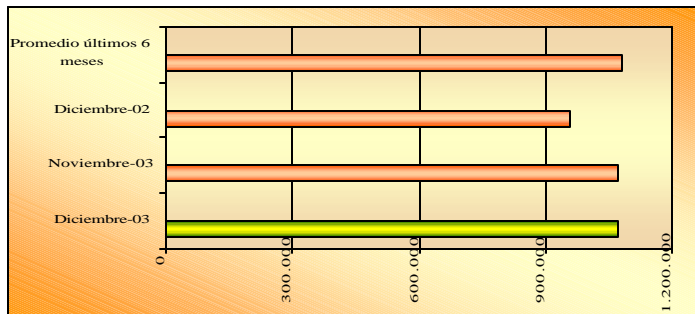 Promedio últimos 6
meses
Diciembre-02
Noviembre-03
Diciembre-03
0
300.000
600.000
900.000
1.200.000